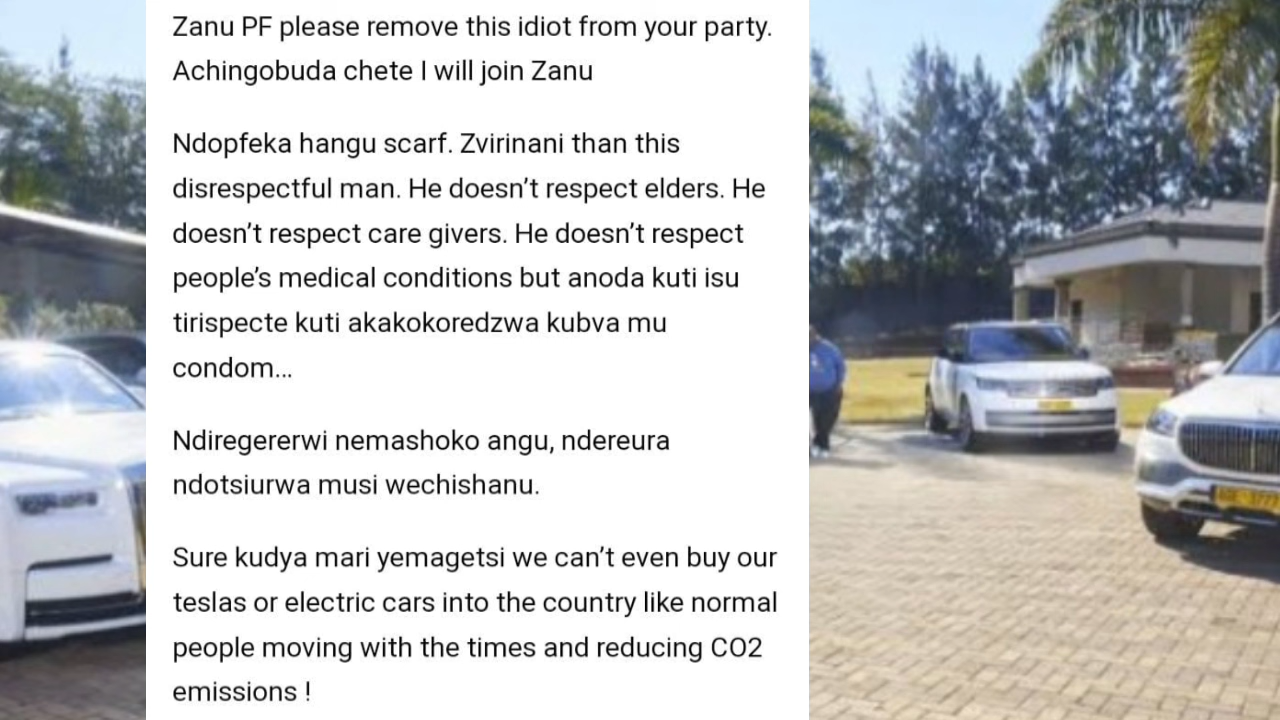 Zanu PF please remove this idiot from your party.
Achingobuda chete I will join Zanu
Ndopfeka hangu scarf. Zvirinani than this
disrespectful man. He doesn’t respect elders. He
doesn’t respect care givers. He doesn’t respect
people’s medical conditions but anoda kuti isu
tirispecte kuti akakokoredzwa kubva mu
condom...
Ndiregererwi nemashoko angu, ndereura
ndotsiurwa musi wechishanu.
Sure kudya mari yemagetsi we can’t even buy our
teslas or electric cars into the country like normal
people moving with the times and reducing CO2
emissions !